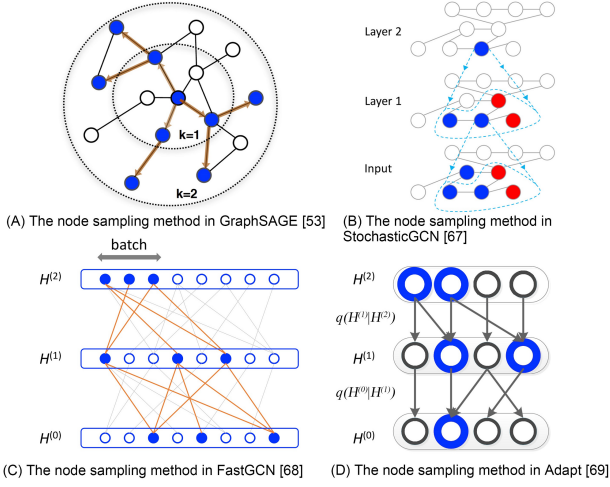 k=1
k=2
(A) The node sampling method in GraphSAGE [53]
Layer 2
Layer 1
Input
(B) The node sampling method in
StochasticGCN [67]
batch
H(2)
H(1)
H(0)
(C) The node sampling method in FastGCN [68]
H(2)
q(H(1)|H(2))
H(1)
q(H(0)|H(1))
H(0)
(D) The node sampling method in Adapt [69]